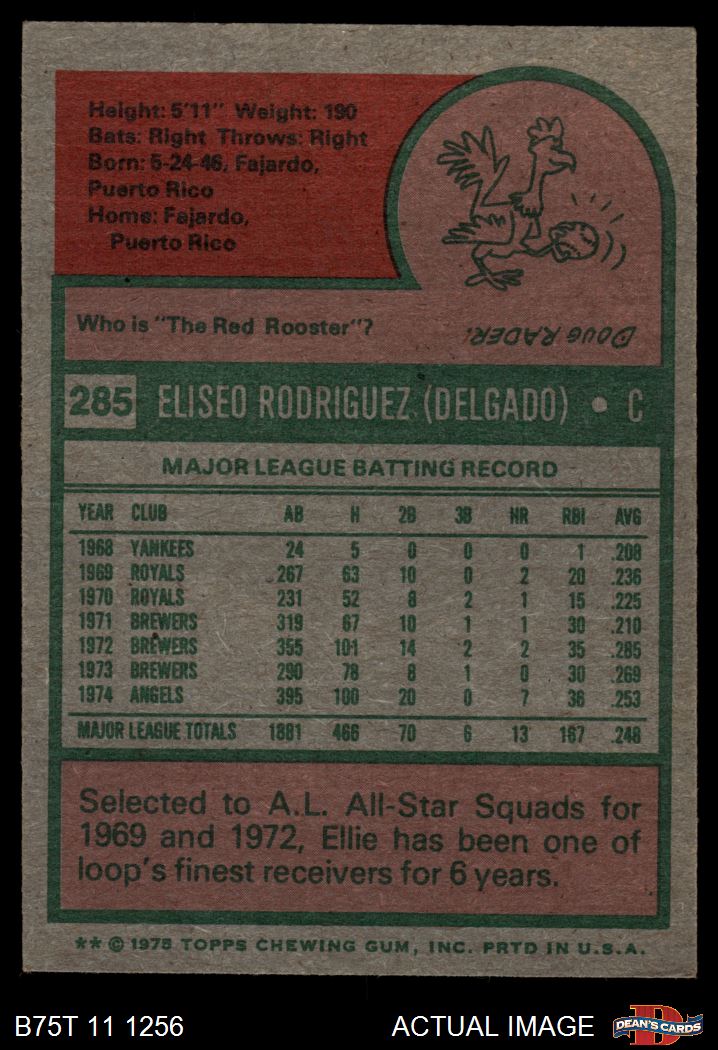 Height: 5'11" Weight: 190
Bats: Right Throws: Right
Born: 5-24-46, Fajardo,
Puerto Rico
Home: Fajardo,
Puerto Rico
Who is "The Red Rooster"?
DOUG RADER.
285 ELISEO RODRIGUEZ (DELGADO) • C
MAJOR LEAGUE BATTING RECORD
YEAR CLUB AB H 2B 3B HR RBI AVG
1968 YANKEES 24 5 0 0 0 1 .208
1969 ROYALS 267 63 10 0 2 20 .236
1970 ROYALS 231 52 8 2 1 15 .225
1971 BREWERS 319 67 10 1 1 30 .210
1972 BREWERS 355 101 14 2 2 35 .285
1973 BREWERS 290 78 8 1 0 30 .269
1974 ANGELS 395 100 20 0 7 36 .253
MAJOR LEAGUE TOTALS 1881 466 70 6 13 167 .248
Selected to A.L. All-Star Squads for
1969 and 1972, Ellie has been one of
loop's finest receivers for 6 years.
** © 1975 TOPPS CHEWING GUM, INC. PRTD IN U.S.A.
B75T 11 1256 ACTUAL IMAGE DEAN'S CARDS